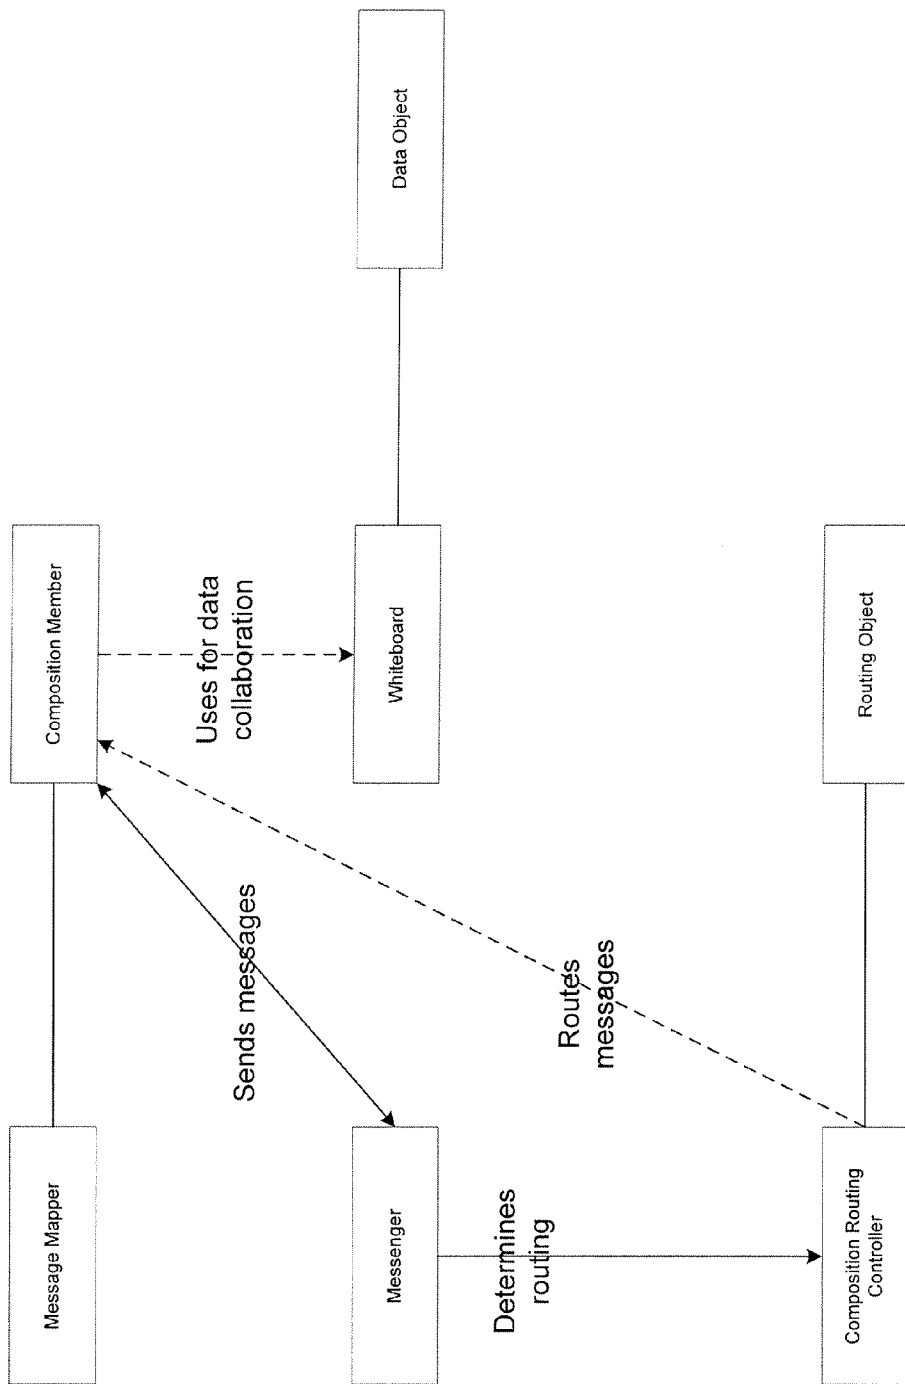 Message Mapper
Composition Member
Sends messages
Uses for data
collaboration
Messenger
Whiteboard
Data Object
Determines
routing
Routes
messages
Composition Routing
Controller
Routing Object